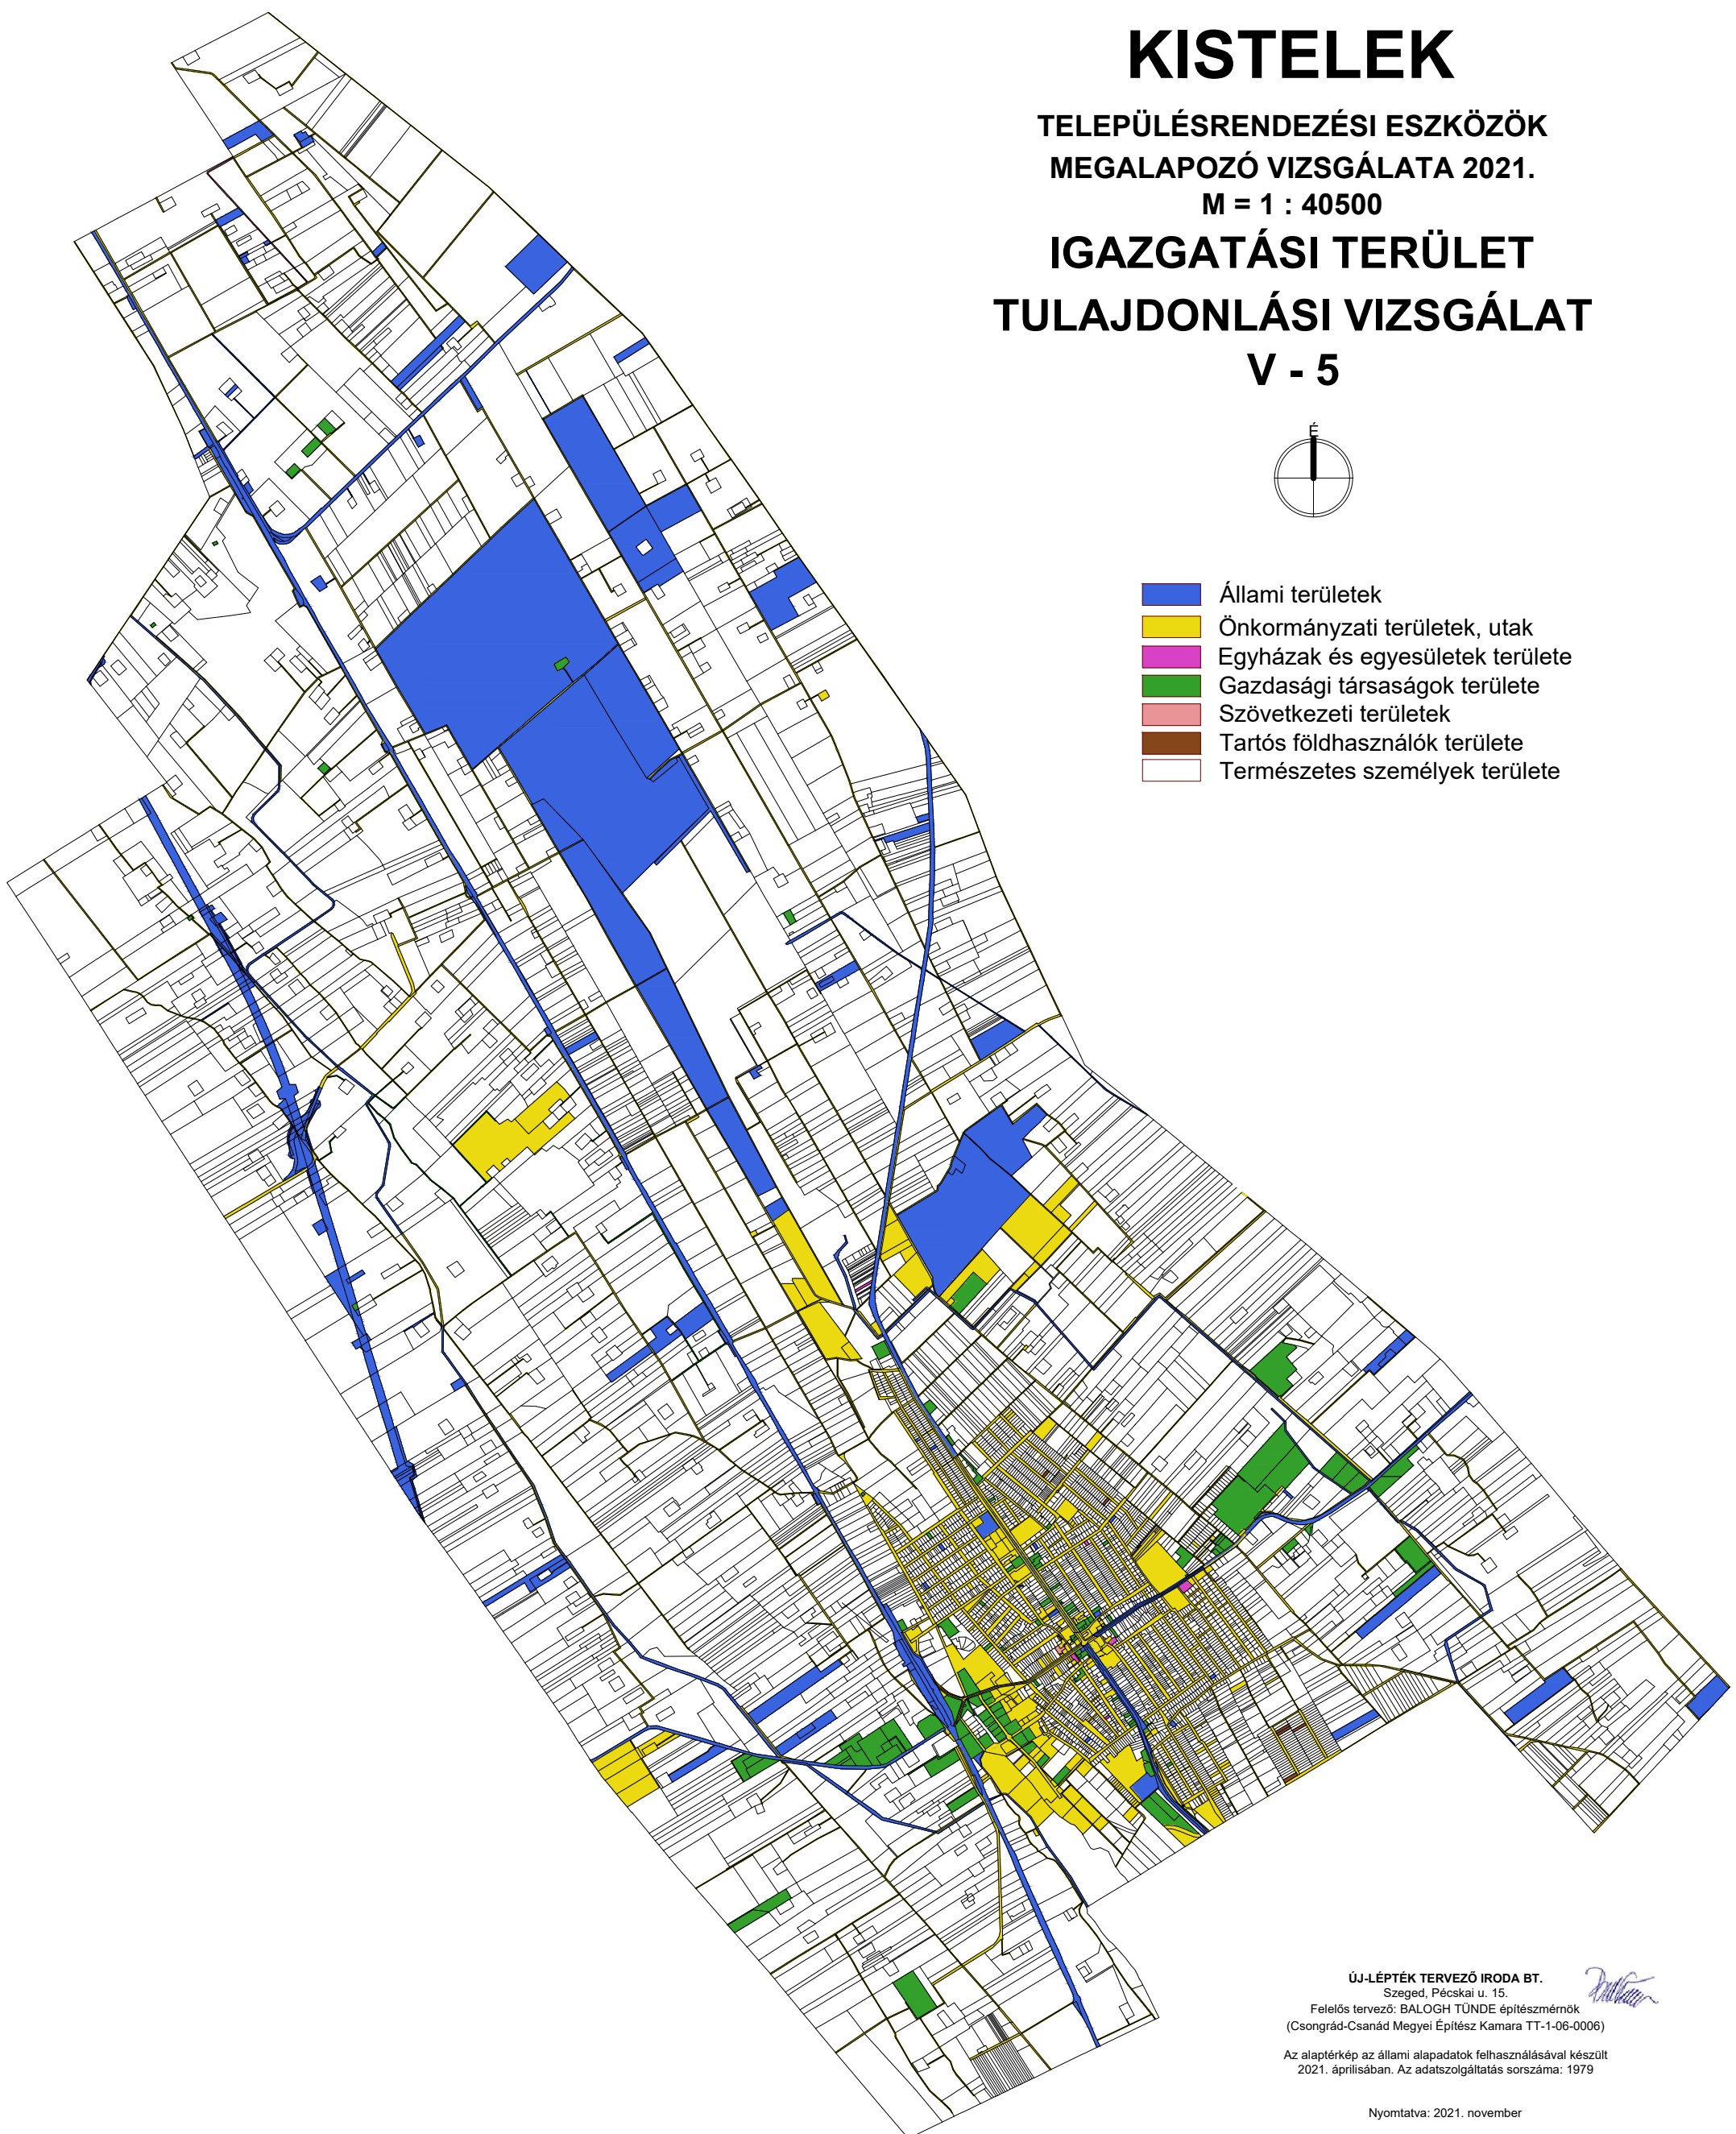 KISTELEK
TELEPÜLÉSRENDEZÉSI ESZKÖZÖK
MEGALAPOZÓ VIZSGÁLATA 2021.
M = 1 : 40500
IGAZGATÁSI TERÜLET
TULAJDONLÁSI VIZSGÁLAT
V - 5
É
Állami területek
Önkormányzati területek, utak
Egyházak és egyesületek területe
Gazdasági társaságok területe
Szövetkezeti területek
Tartós földhasználók területe
Természetes személyek területe
ÚJ-LÉPTÉK TERVEZŐ IRODA BT.
Szeged, Pécskai u. 15.
Felelős tervező: BALOGH TÜNDE építészmérnök
(Csongrád-Csanád Megyei Építész Kamara TT-1-06-0006)
Az alaptérkép az állami alapadatok felhasználásával készült
2021. áprilisában. Az adatszolgáltatás sorszáma: 1979
Nyomtatva: 2021. november